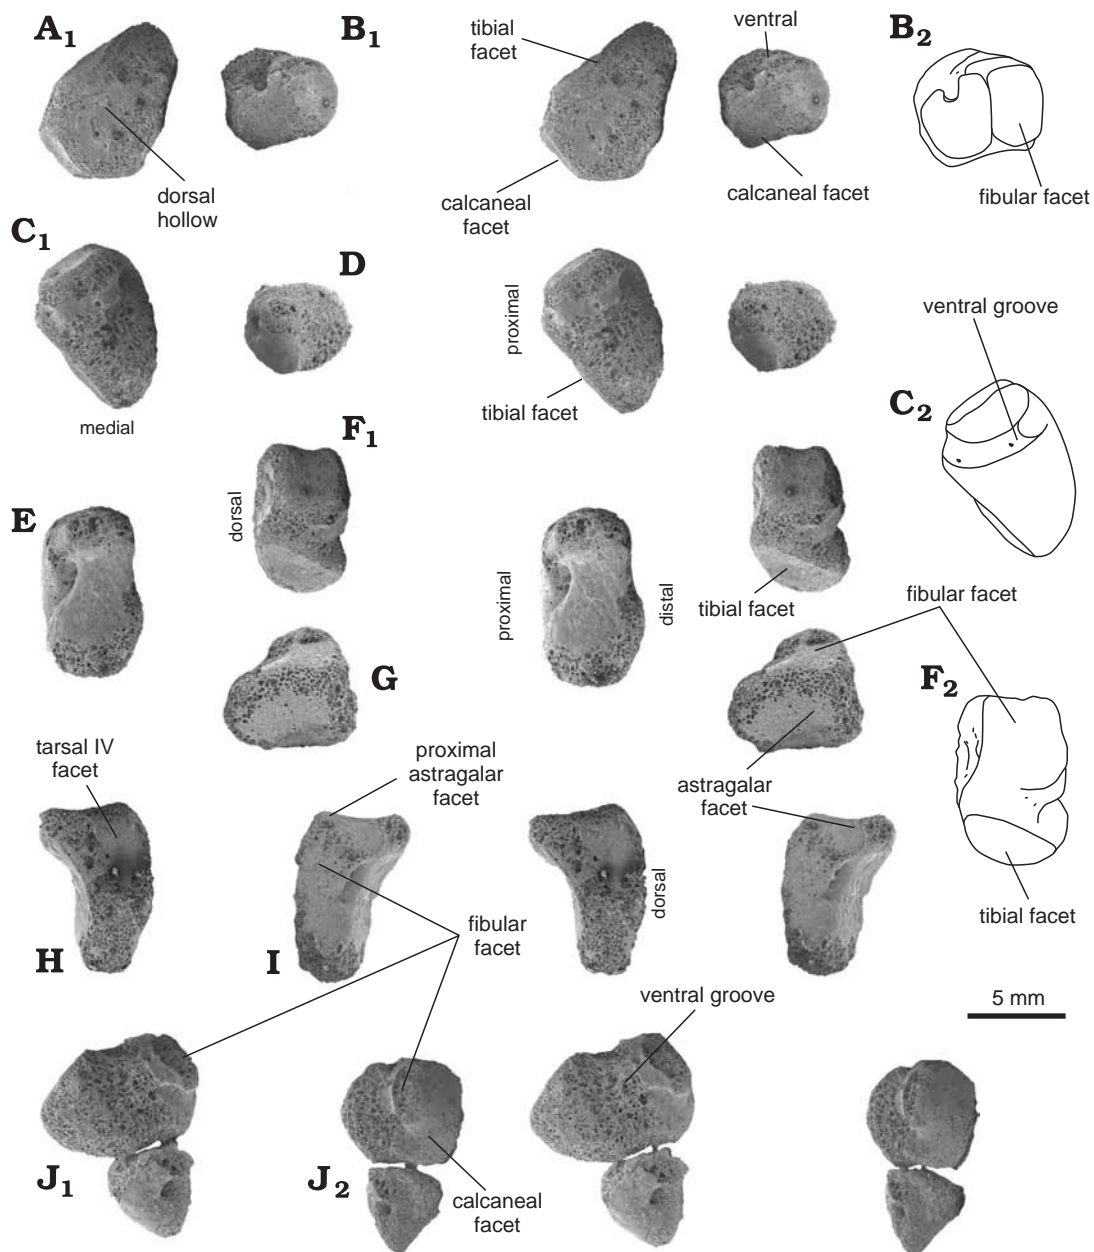 A1
B1
tibial
facet
ventral
B2
dorsal
hollow
calcaneal
facet
calcaneal facet
fibular facet
C1
D
proximal
ventral groove
tibial facet
medial
C2
F1
dorsal
E
proximal
distal
tibial facet
fibular facet
G
F2
tarsal IV
facet
proximal
astragalar
facet
astragalar
facet
dorsal
tibial facet
H
I
fibular
facet
ventral groove
5 mm
J1
J2
calcaneal
facet